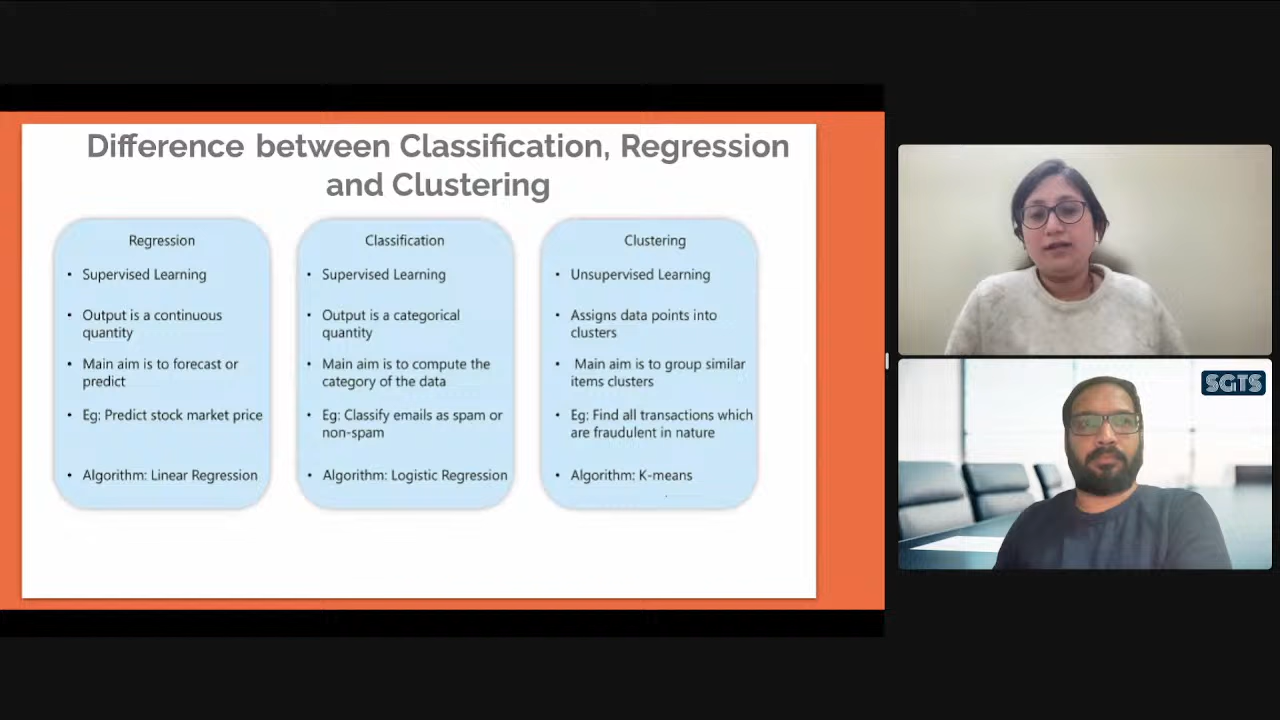 Difference between Classification, Regression
and Clustering
Regression
• Supervised Learning
• Output is a continuous
quantity
• Main aim is to forecast or
predict
• Eg: Predict stock market price
• Algorithm: Linear Regression
Classification
• Supervised Learning
• Output is a categorical
quantity
• Main aim is to compute the
category of the data
• Eg: Classify emails as spam or
non-spam
• Algorithm: Logistic Regression
Clustering
• Unsupervised Learning
• Assigns data points into
clusters
• Main aim is to group similar
items clusters
• Eg: Find all transactions which
are fraudulent in nature
• Algorithm: K-means
SGTS